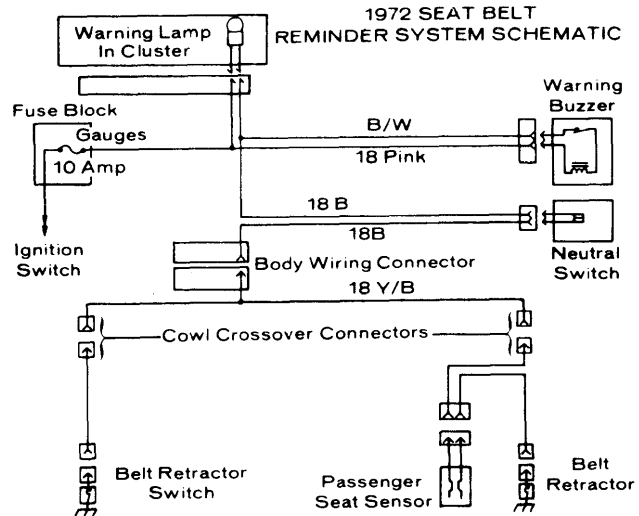 1972 SEAT BELT
REMINDER SYSTEM SCHEMATIC
Warning Lamp
In Cluster
Fuse Block
Gauges
10 Amp
Ignition
Switch
B/W
18 Pink
Warning
Buzzer
18 B
18B
Neutral
Switch
Body Wiring Connector
18 Y/B
Cowl Crossover Connectors
Belt Retractor
Switch
Passenger
Seat Sensor
Belt
Retractor